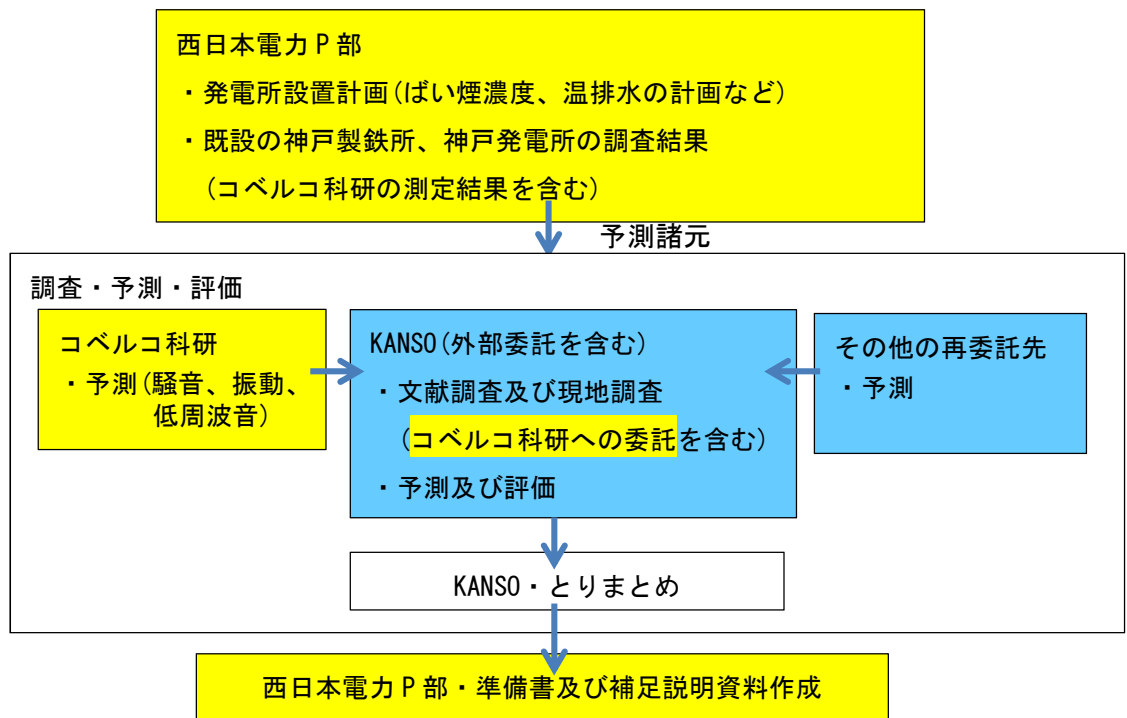 西日本電力P部
・発電所設置計画(ばい煙濃度、温排水の計画など)
・既設の神戸製鉄所、神戸発電所の調査結果
(コベルコ科研の測定結果を含む)
予測諸元
調査・予測・評価
コベルコ科研
・予測(騒音、振動、
低周波音)
KANSO(外部委託を含む)
・文献調査及び現地調査
(コベルコ科研への委託を含む)
・予測及び評価
その他の再委託先
・予測
KANSO・とりまとめ
西日本電力P部・準備書及び補足説明資料作成